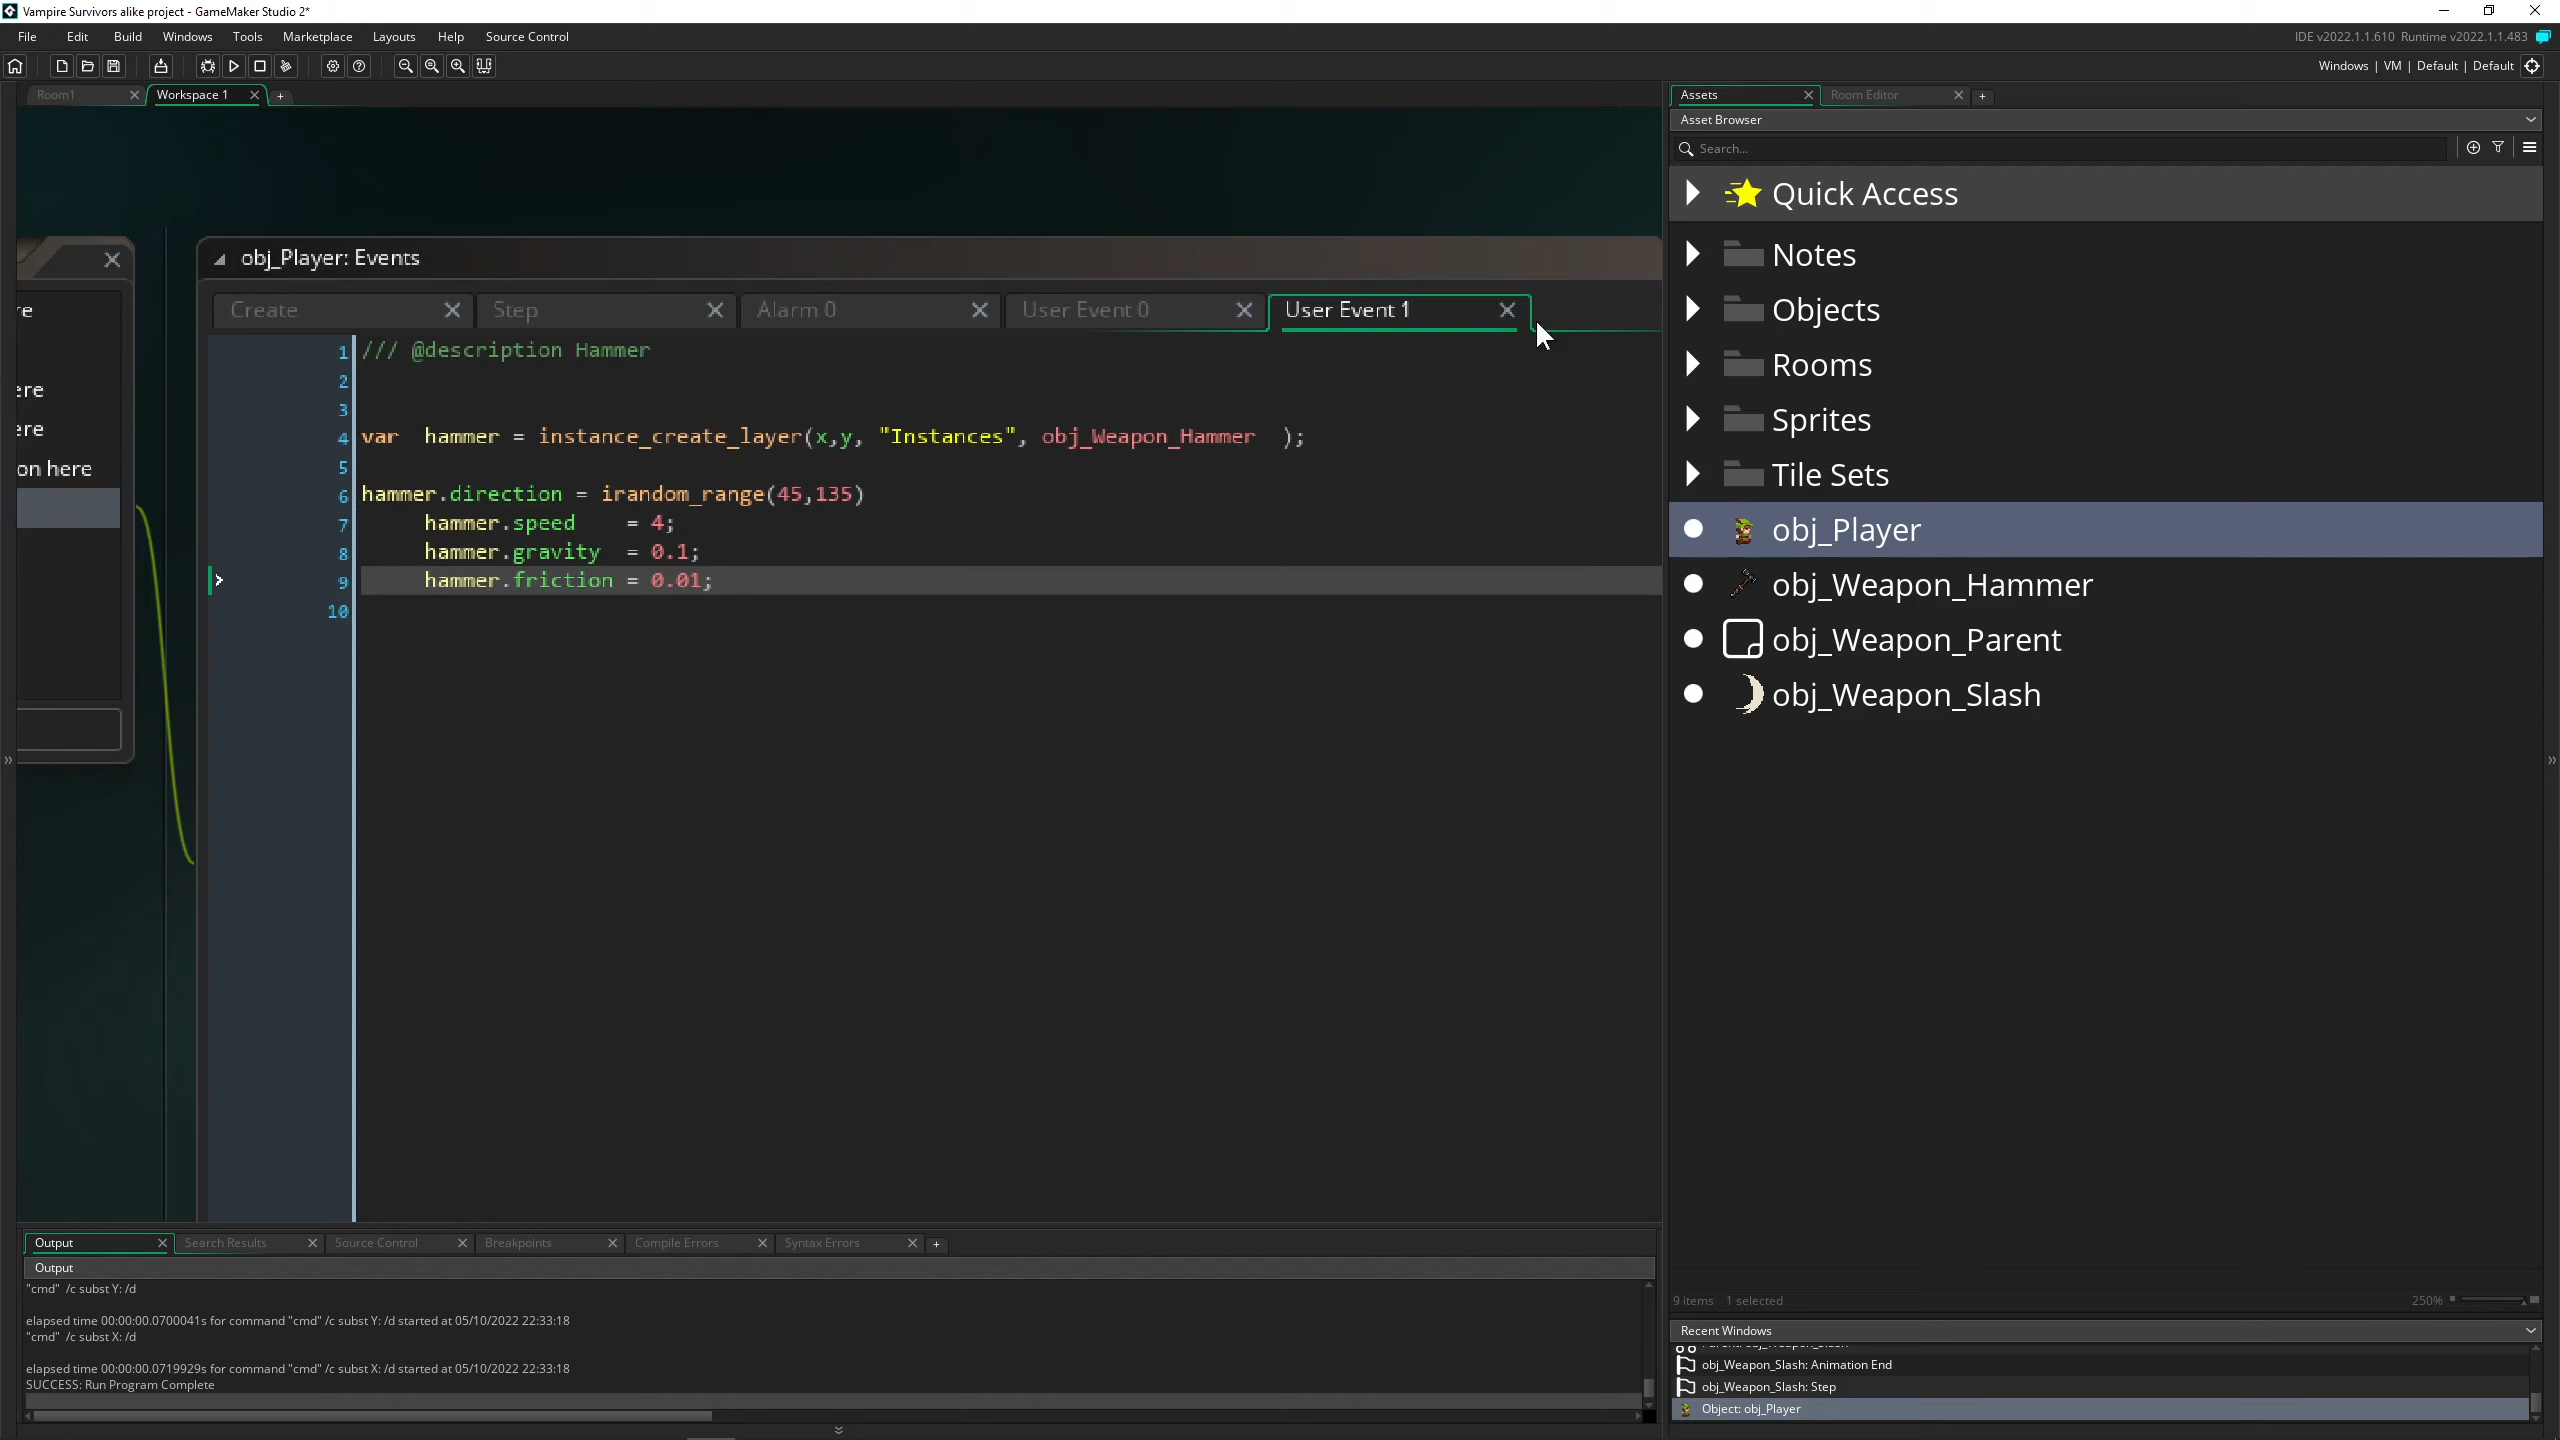 Vampire Survivors alike project - GameMaker Studio 2*
File Edit Build Windows Tools Marketplace Layouts Help Source Control
IDE v2022.1.1.610 Runtime v2022.1.1.483
Windows | VM | Default | Default
Room1
Workspace 1
obj_Player: Events
re
ere
ere
on here
Create
Step
Alarm 0
User Event 0
User Event 1
1 /// @description Hammer
2
3
4 var hammer = instance_create_layer(x,y, "Instances", obj_Weapon_Hammer );
5
6 hammer.direction = irandom_range(45,135)
7 hammer.speed = 4;
8 hammer.gravity = 0.1;
9 hammer.friction = 0.01;
10
Output
Search Results
Source Control
Breakpoints
Compile Errors
Syntax Errors
Output
"cmd" /c subst Y: /d
elapsed time 00:00:00.0700041s for command "cmd" /c subst Y: /d started at 05/10/2022 22:33:18
"cmd" /c subst X: /d
elapsed time 00:00:00.0719929s for command "cmd" /c subst X: /d started at 05/10/2022 22:33:18
SUCCESS: Run Program Complete
Assets
Room Editor
Asset Browser
Search...
Quick Access
Notes
Objects
Rooms
Sprites
Tile Sets
obj_Player
obj_Weapon_Hammer
obj_Weapon_Parent
obj_Weapon_Slash
9 items 1 selected
250%
Recent Windows
obj_Weapon_Slash: Animation End
obj_Weapon_Slash: Step
Object: obj_Player